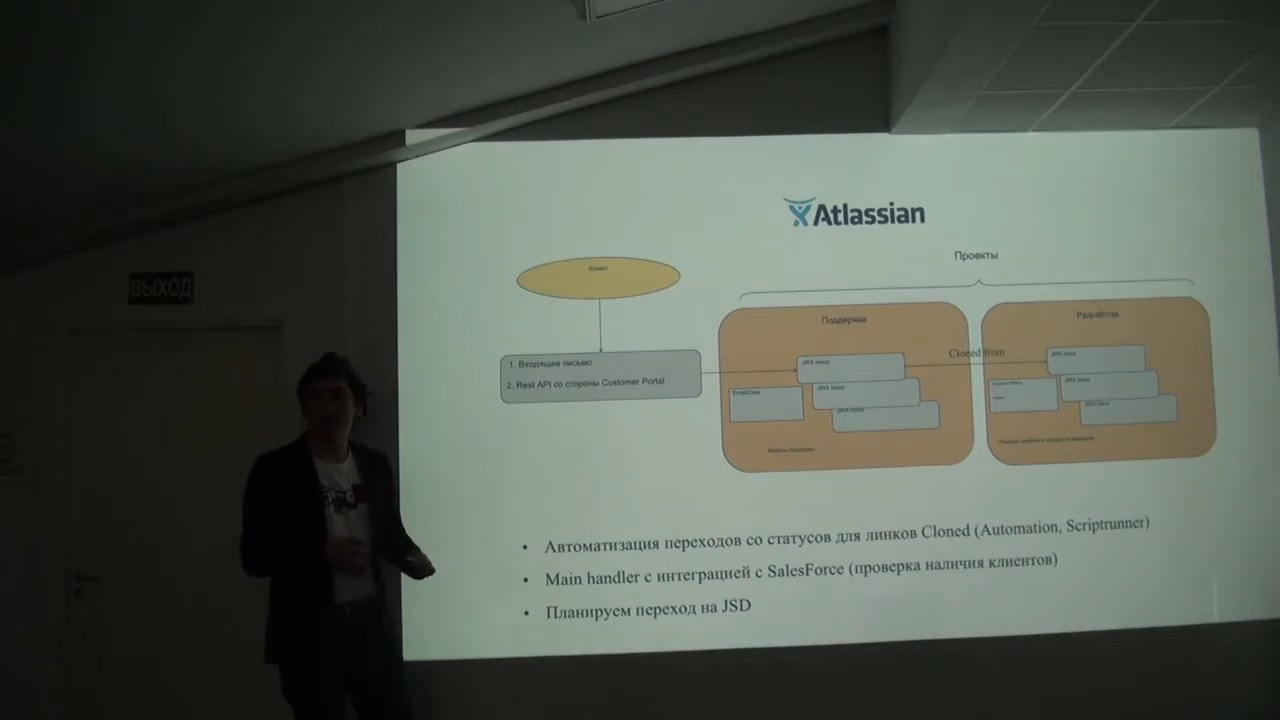 Atlassian
Проекты
Клиент
Поддержка
Разработка
1. Входящее письмо
2. Rest API со стороны Customer Portal
Cloned from
JIRA Issue
JIRA Issue
JIRA Issue
Email/Case
JIRA Issue
JIRA Issue
JIRA Issue
ВЫХОД
• Автоматизация переходов со статусов для линков Cloned (Automation, Scriptrunner)
• Main handler с интеграцией с SalesForce (проверка наличия клиентов)
• Планируем переход на JSD